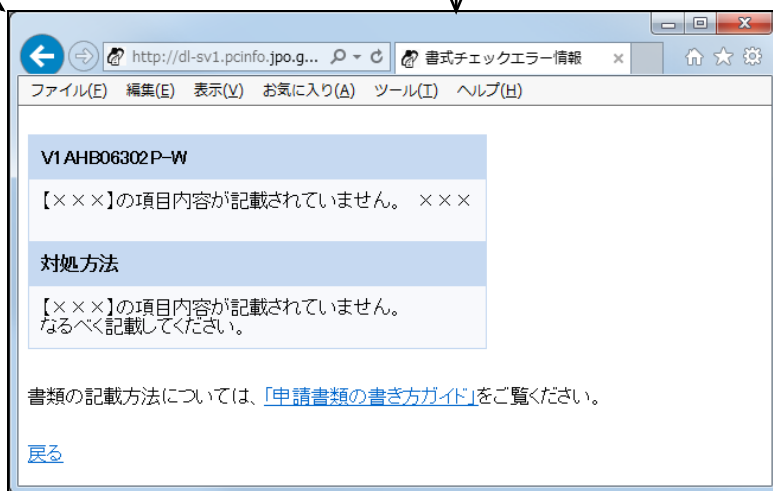 http://dl-sv1.pcinfo.jpo.g...
書式チェックエラー情報
ファイル(F) 編集(E) 表示(V) お気に入り(A) ツール(T) ヘルプ(H)
V1AHB06302P-W
【×××】の項目内容が記載されていません。 ×××
対処方法
【×××】の項目内容が記載されていません。
なるべく記載してください。
書類の記載方法については、「申請書類の書き方ガイド」をご覧ください。
戻る